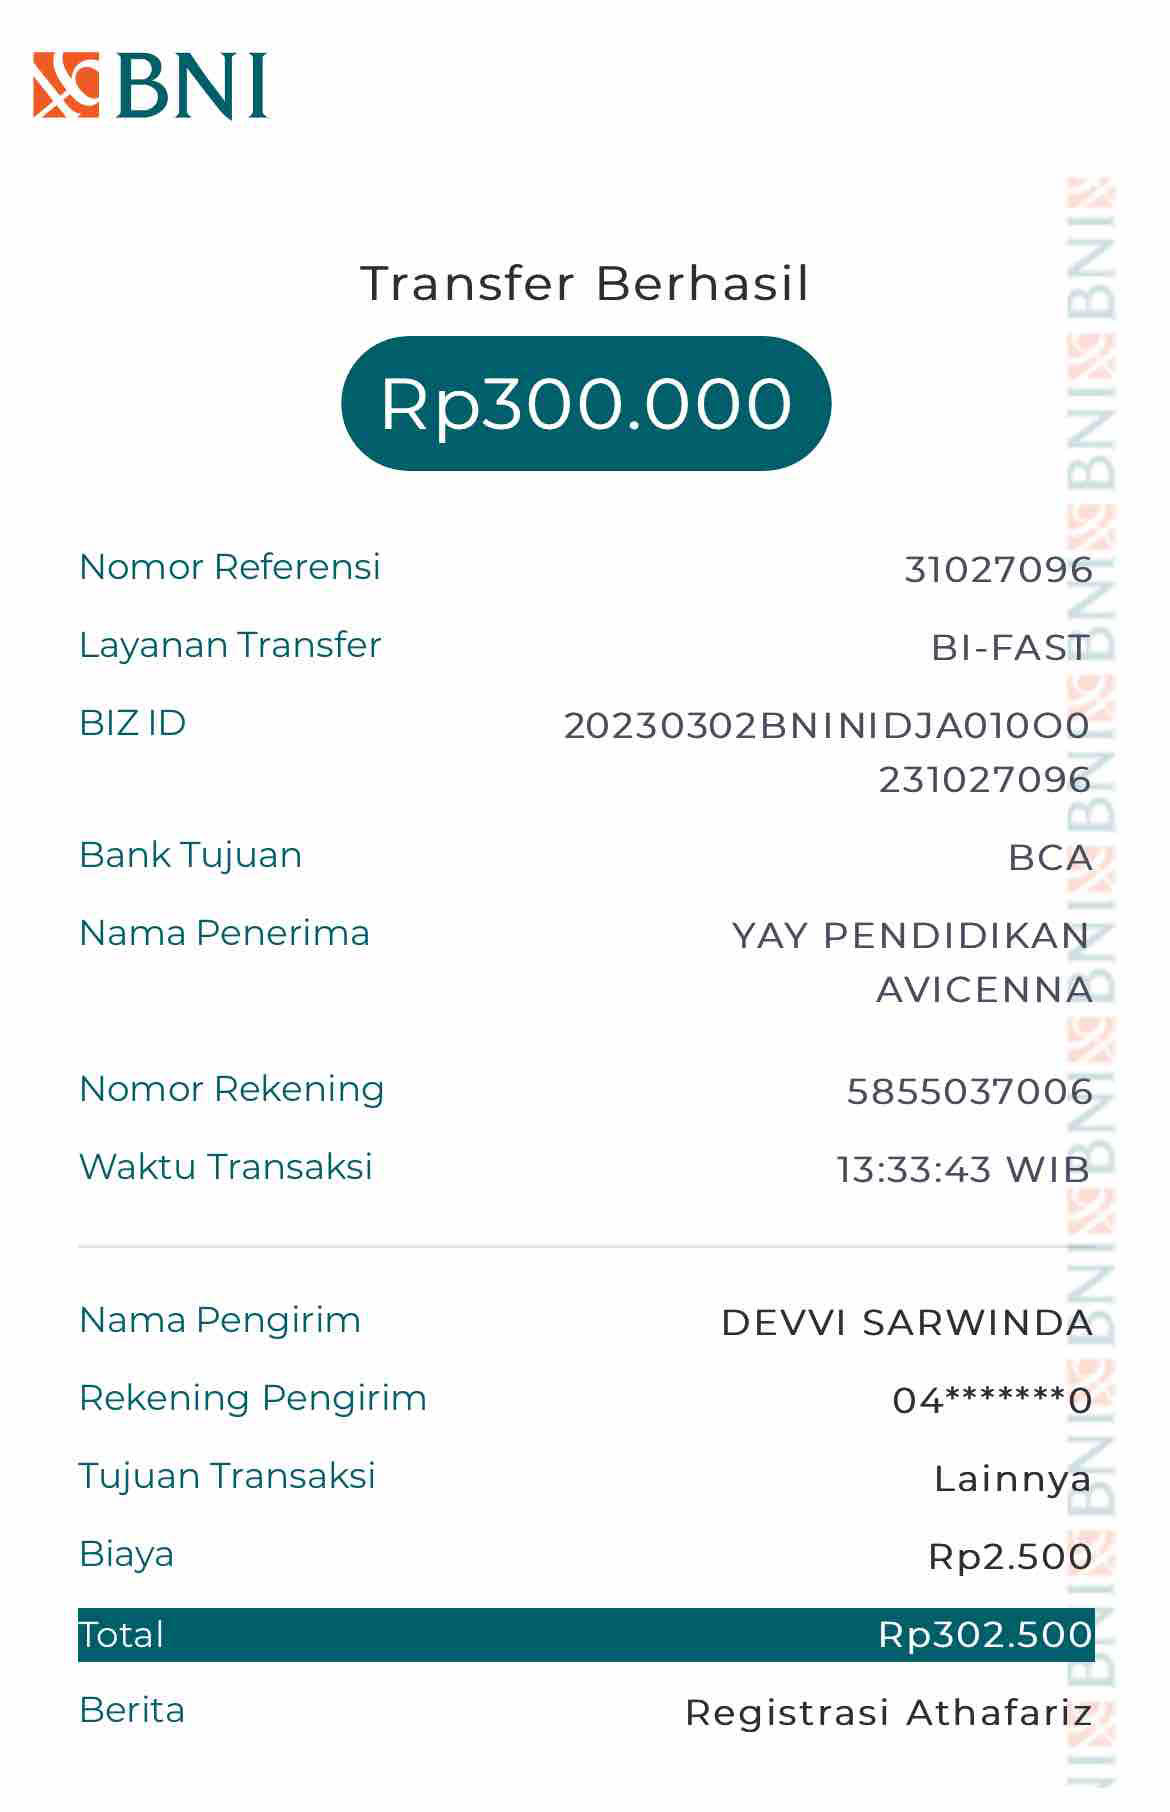 BNI
Transfer Berhasil
Rp300.000
Nomor Referensi 31027096
Layanan Transfer BI-FAST
BIZ ID 20230302BNINIDJA010O0
231027096
Bank Tujuan BCA
Nama Penerima YAY PENDIDIKAN
AVICENNA
Nomor Rekening 5855037006
Waktu Transaksi 13:33:43 WIB
Nama Pengirim DEVVI SARWINDA
Rekening Pengirim 04*******0
Tujuan Transaksi Lainnya
Biaya Rp2.500
Total Rp302.500
Berita Registrasi Athafariz
BNI BNI BNI BNI BNI BNI BNI BNI BNI